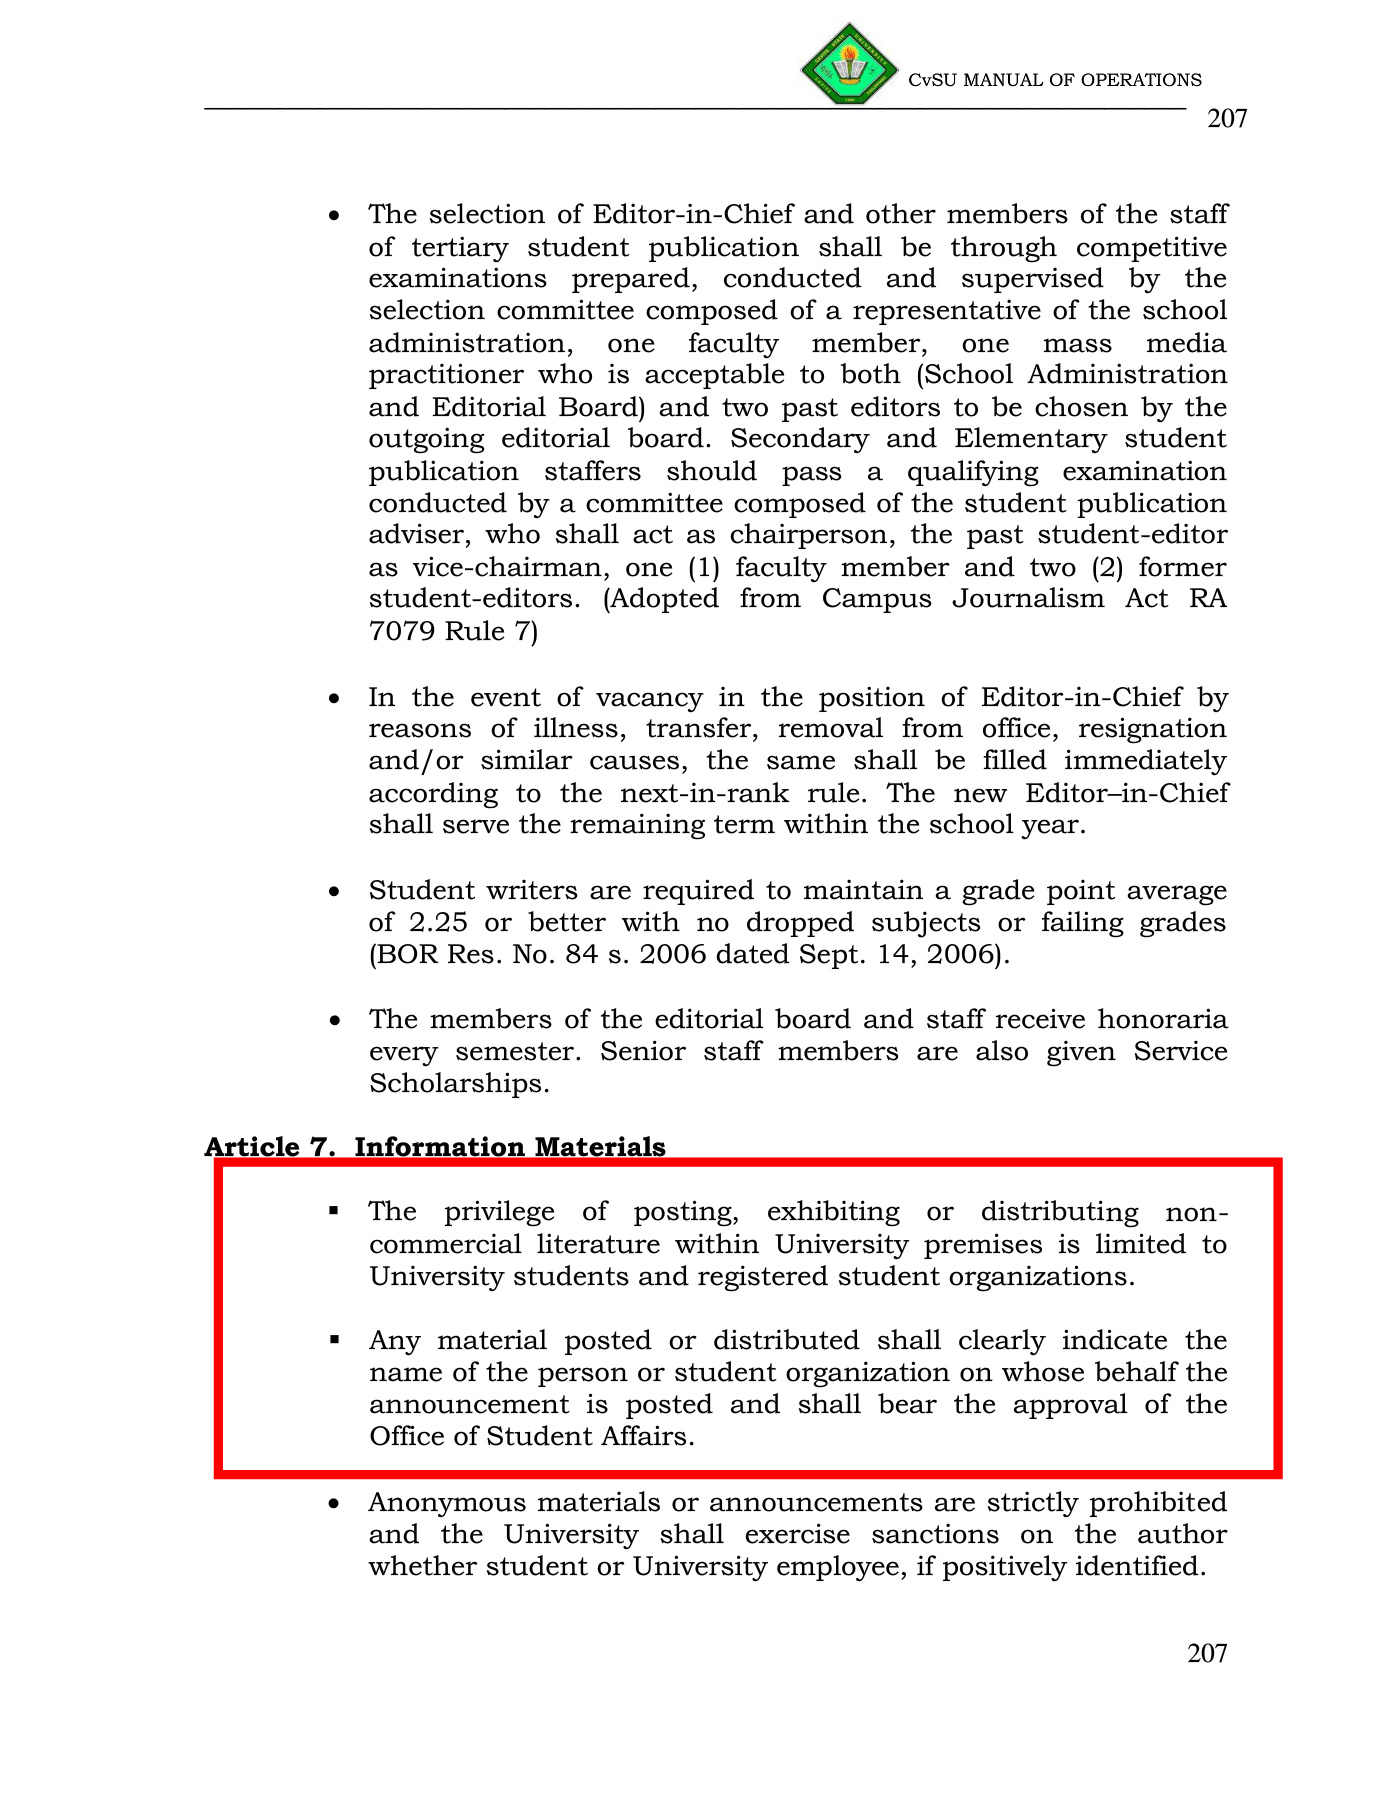 CvSU MANUAL OF OPERATIONS
207
• The selection of Editor-in-Chief and other members of the staff
of tertiary student publication shall be through competitive
examinations prepared, conducted and supervised by the
selection committee composed of a representative of the school
administration, one faculty member, one mass media
practitioner who is acceptable to both (School Administration
and Editorial Board) and two past editors to be chosen by the
outgoing editorial board. Secondary and Elementary student
publication staffers should pass a qualifying examination
conducted by a committee composed of the student publication
adviser, who shall act as chairperson, the past student-editor
as vice-chairman, one (1) faculty member and two (2) former
student-editors. (Adopted from Campus Journalism Act RA
7079 Rule 7)
• In the event of vacancy in the position of Editor-in-Chief by
reasons of illness, transfer, removal from office, resignation
and/or similar causes, the same shall be filled immediately
according to the next-in-rank rule. The new Editor–in-Chief
shall serve the remaining term within the school year.
• Student writers are required to maintain a grade point average
of 2.25 or better with no dropped subjects or failing grades
(BOR Res. No. 84 s. 2006 dated Sept. 14, 2006).
• The members of the editorial board and staff receive honoraria
every semester. Senior staff members are also given Service
Scholarships.
Article 7. Information Materials
▪ The privilege of posting, exhibiting or distributing non-
commercial literature within University premises is limited to
University students and registered student organizations.
▪ Any material posted or distributed shall clearly indicate the
name of the person or student organization on whose behalf the
announcement is posted and shall bear the approval of the
Office of Student Affairs.
• Anonymous materials or announcements are strictly prohibited
and the University shall exercise sanctions on the author
whether student or University employee, if positively identified.
207